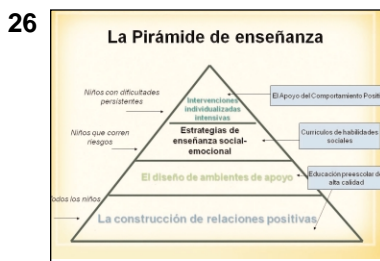 26
La Pirámide de enseñanza
Niños con dificultades
persistentes
Intervenciones
individualizadas
intensivas
El Apoyo del Comportamiento Positi
Niños que corren
riesgos
Estrategias de
enseñanza social-
emocional
Currículos de habilidades
sociales
El diseño de ambientes de apoyo
Educación preescolar de
alta calidad
Todos los niños
La construcción de relaciones positivas